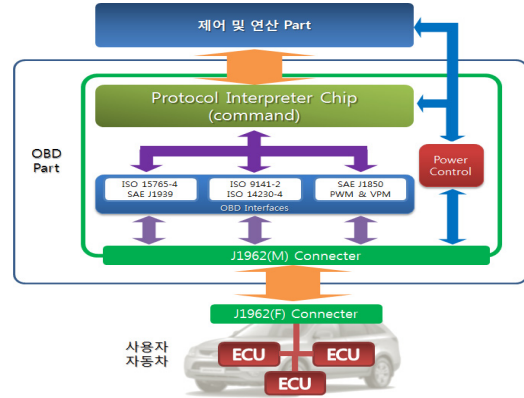 제어 및 연산 Part
Protocol Interpreter Chip
(command)
OBD
Part
Power
Control
ISO 15765-4
SAE J1939
ISO 9141-2
ISO 14230-4
SAE J1850
PWM & VPM
OBD Interfaces
J1962(M) Connecter
J1962(F) Connecter
사용자
자동차
ECU
ECU
ECU